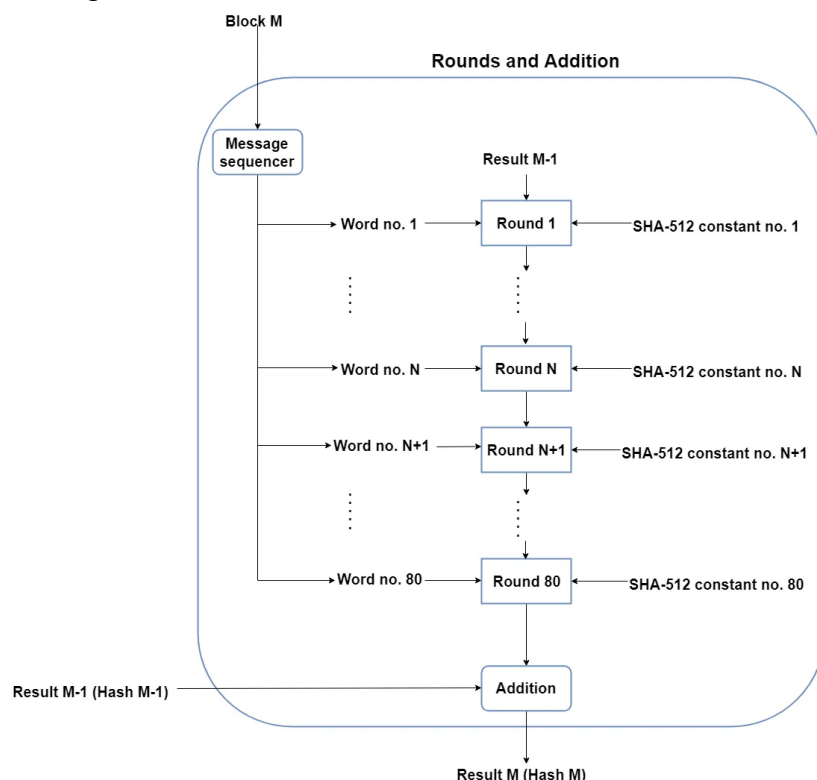 Block M
Rounds and Addition
Message
sequencer
Result M-1
Word no. 1
Round 1
SHA-512 constant no. 1
Word no. N
Round N
SHA-512 constant no. N
Word no. N+1
Round N+1
SHA-512 constant no. N+1
Word no. 80
Round 80
SHA-512 constant no. 80
Result M-1 (Hash M-1)
Addition
Result M (Hash M)